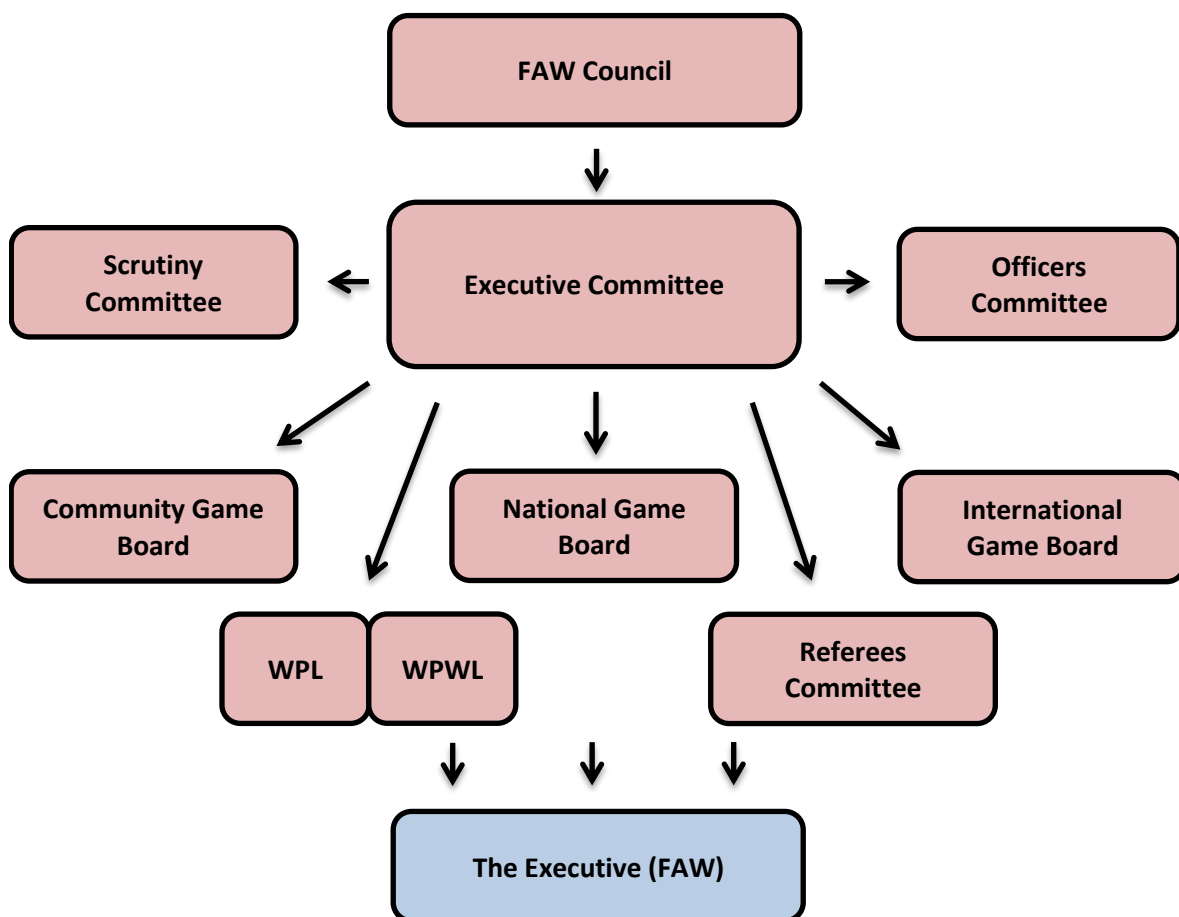 FAW Council
Scrutiny
Committee
Executive Committee
Officers
Committee
Community Game
Board
National Game
Board
International
Game Board
WPL
WPWL
Referees
Committee
The Executive (FAW)